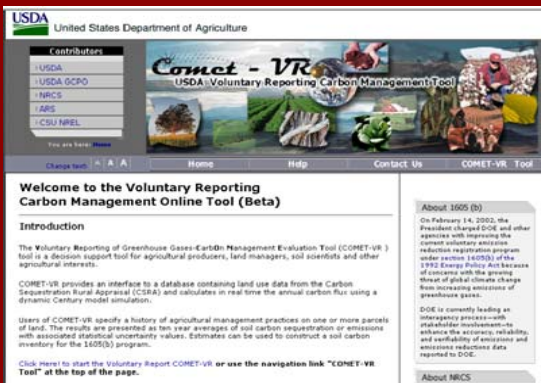 USDA
United States Department of Agriculture
Contributors
USDA
USDA GCPO
NRCS
ARS
CSU NREL
You are here: Home
Comet - VR
USDA: Voluntary Reporting Carbon Management Tool
Change text: A A A
Home Help Contact Us COMET-VR Tool
Welcome to the Voluntary Reporting
Carbon Management Online Tool (Beta)
Introduction
The Voluntary Reporting of Greenhouse Gases-CarbOn Management Evaluation Tool (COMET-VR )
tool is a decision support tool for agricultural producers, land managers, soil scientists and other
agricultural interests.
COMET-VR provides an interface to a database containing land use data from the Carbon
Sequestration Rural Appraisal (CSRA) and calculates in real time the annual carbon flux using a
dynamic Century model simulation.
Users of COMET-VR specify a history of agricultural management practices on one or more parcels
of land. The results are presented as ten year averages of soil carbon sequestration or emissions
with associated statistical uncertainty values. Estimates can be used to construct a soil carbon
inventory for the 1605(b) program.
Click Here! to start the Voluntary Report COMET-VR or use the navigation link "COMET-VR
Tool" at the top of the page.
About 1605 (b)
On February 14, 2002, the
President charged DOE and other
agencies with improving the
current voluntary emission
reduction registration program
under section 1605(b) of the
1992 Energy Policy Act because
of concerns with the growing
threat of global climate change
from increasing emissions of
greenhouse gases.
DOE is currently leading an
interagency process—with
stakeholder involvement—to
enhance the accuracy, reliability,
and verifiability of emissions and
emissions reductions data
reported to DOE.
About NRCS